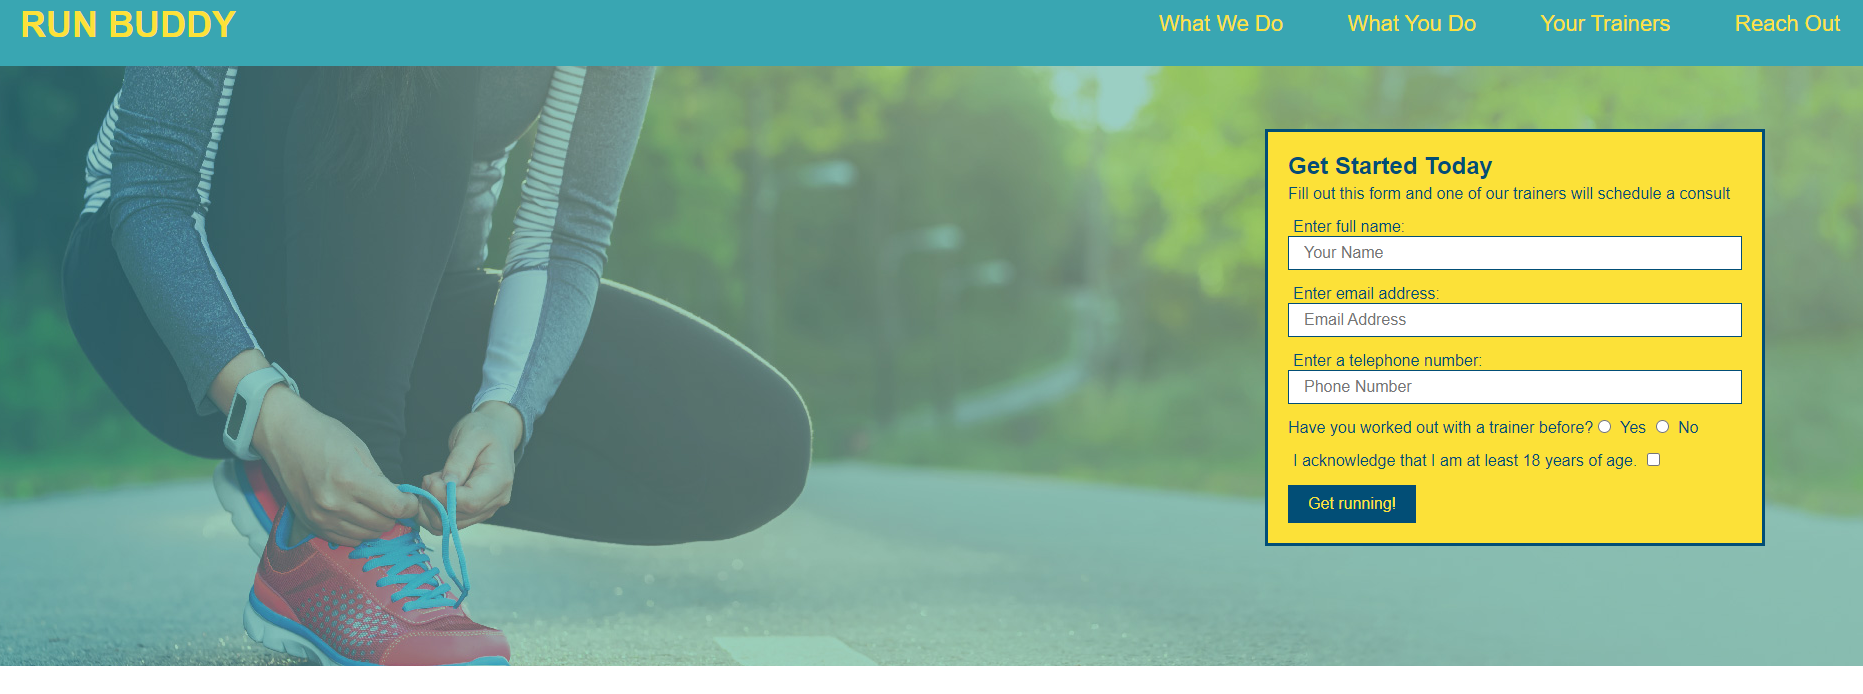 RUN BUDDY
What We Do What You Do Your Trainers Reach Out
Get Started Today
Fill out this form and one of our trainers will schedule a consult
Enter full name:
Your Name
Enter email address:
Email Address
Enter a telephone number:
Phone Number
Have you worked out with a trainer before? Yes No
I acknowledge that I am at least 18 years of age.
Get running!